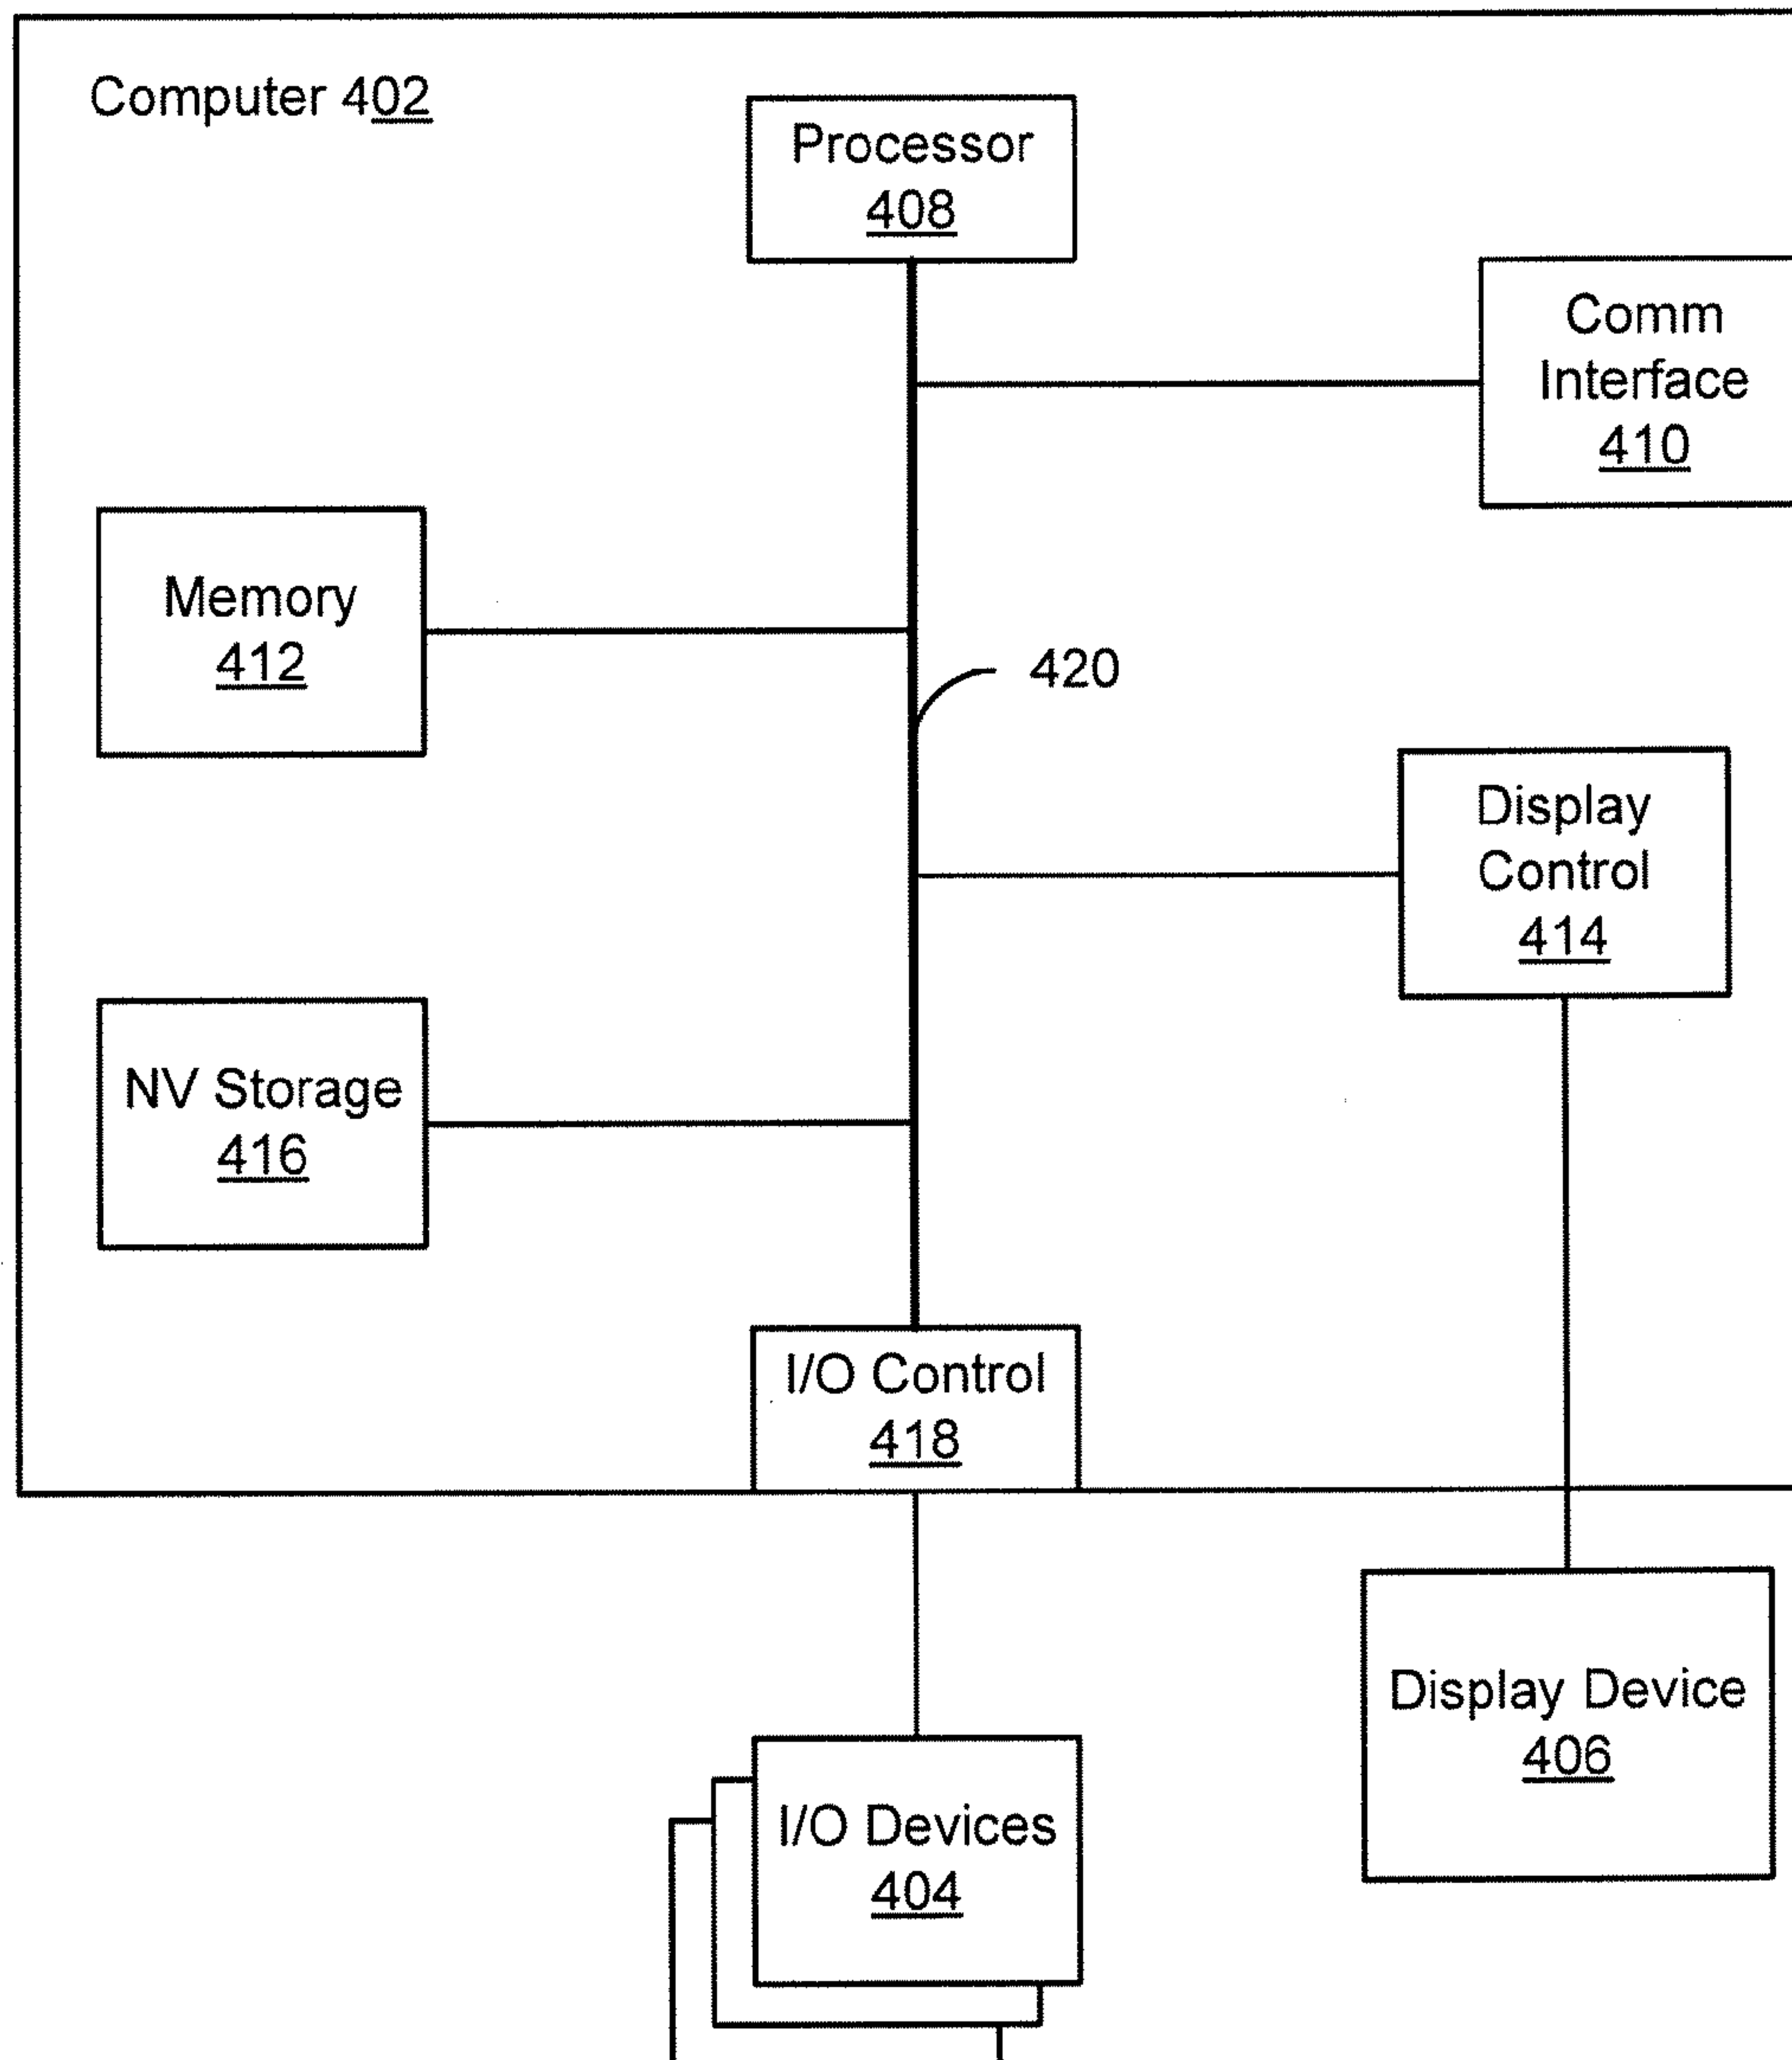 Computer 402
Processor
408
Comm
Interface
410
Memory
412
420
Display
Control
414
NV Storage
416
I/O Control
418
Display Device
406
I/O Devices
404